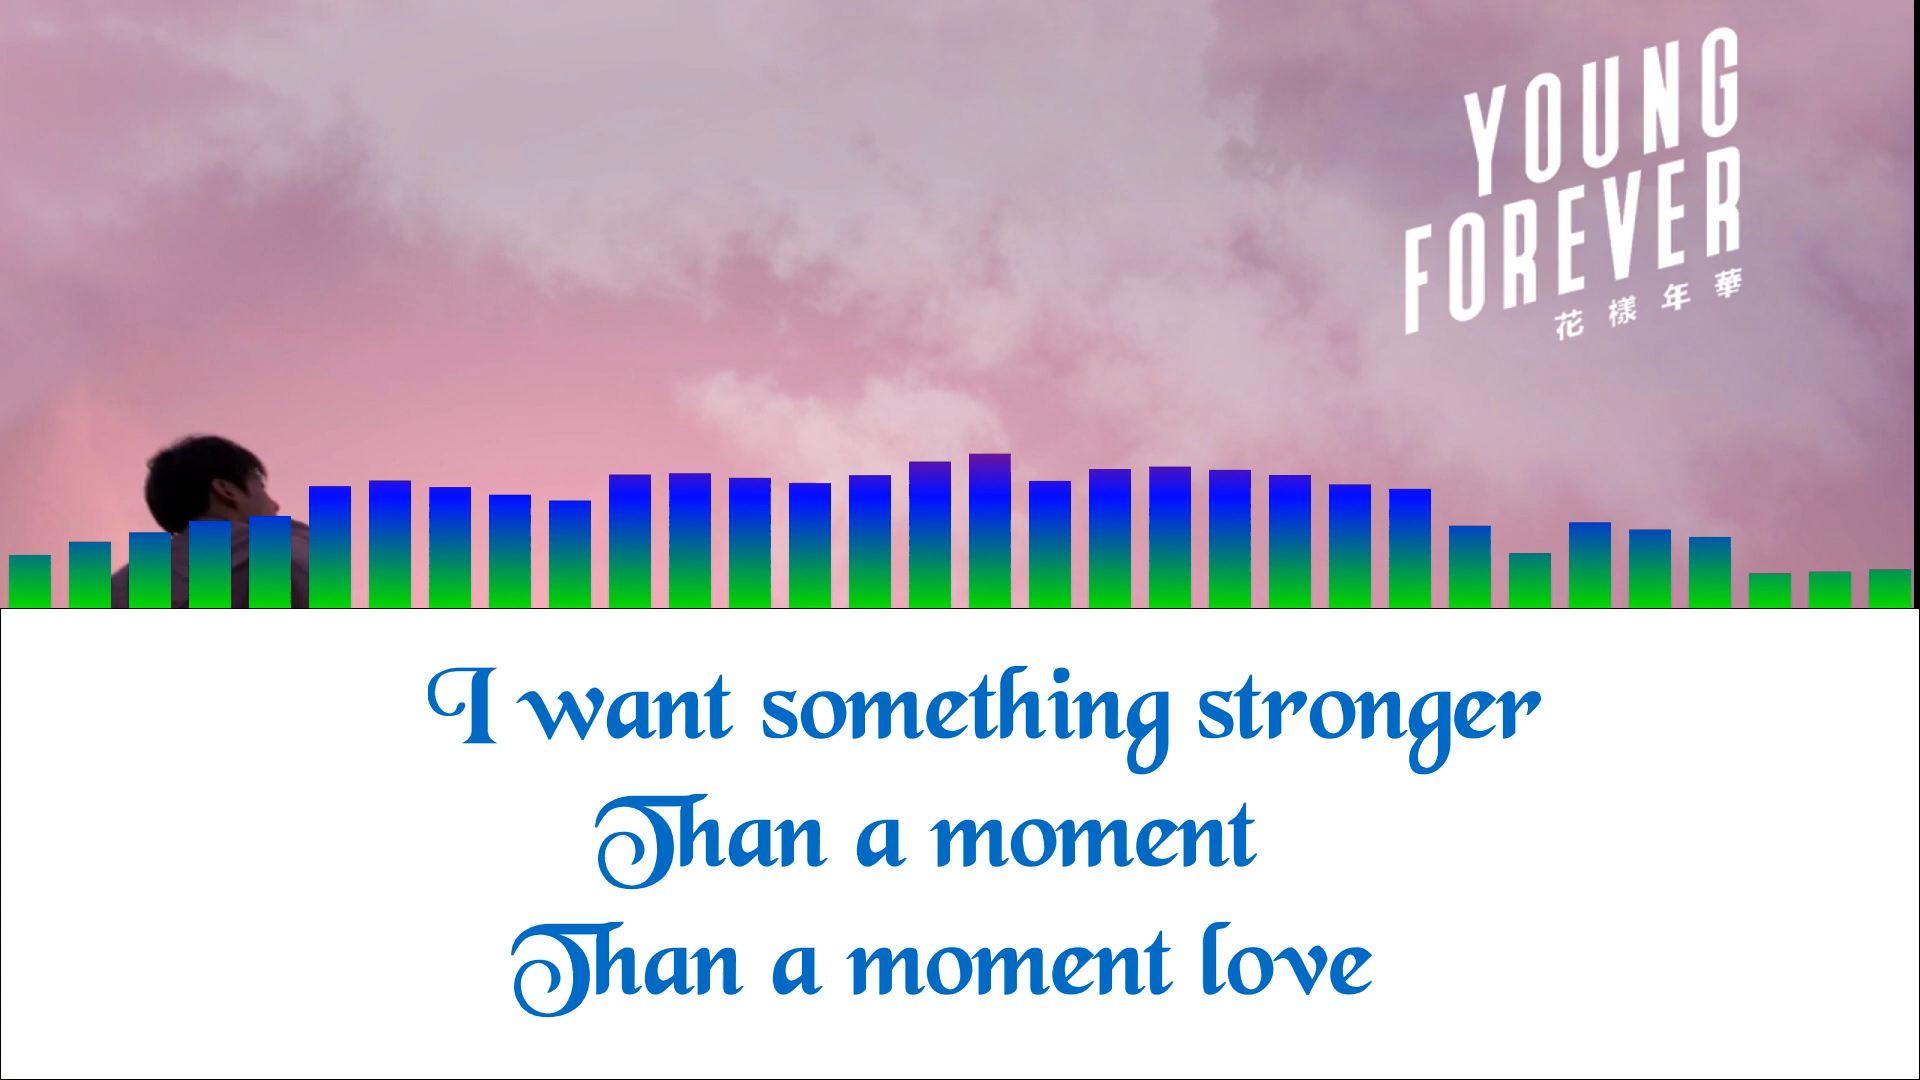 YOUNG
FOREVER
花樣年華
I want something stronger
Than a moment
Than a moment love